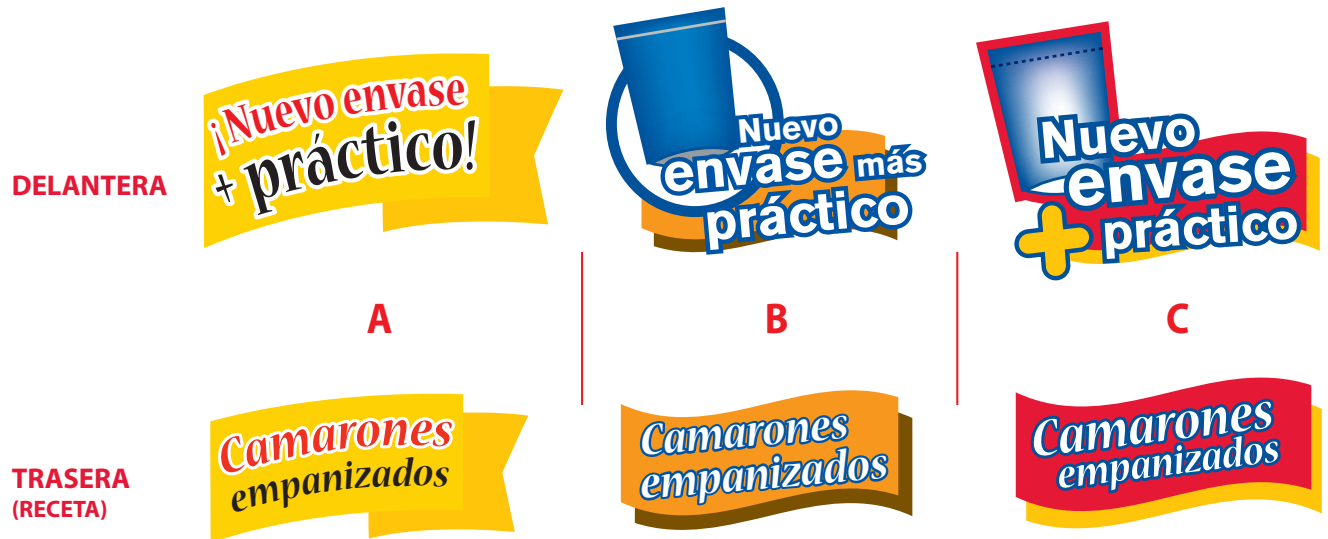 DELANTERA
¡Nuevo envase
+ práctico!
Nuevo
envase más
práctico
Nuevo
envase
+ práctico
A
B
C
TRASERA
(RECETA)
Camarones
empanizados
Camarones
empanizados
Camarones
empanizados